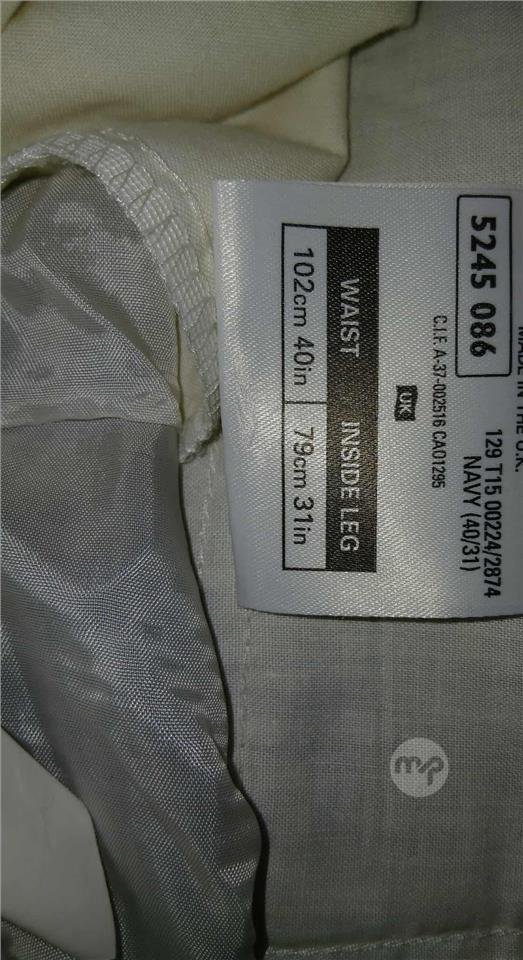 MADE IN THE U.K.
5245 086
129 T15 00224/2874
NAVY (40/31)
C.I.F. A-37-002516 CA01295
UK
WAIST INSIDE LEG
102cm 40in 79cm 31in